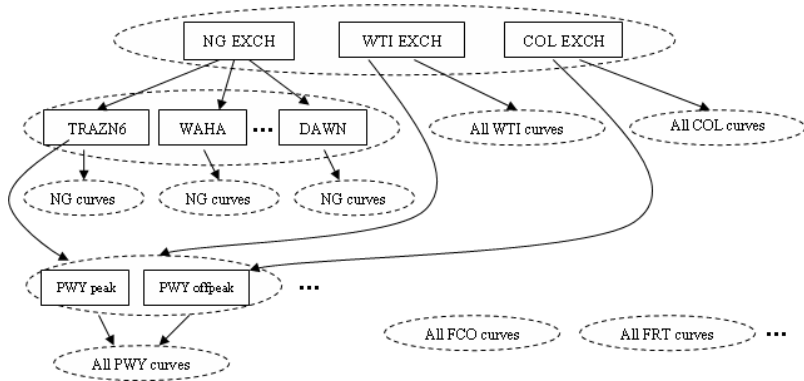 NG EXCH WTI EXCH COL EXCH
TRAZN6 WAHA ... DAWN All WTI curves All COL curves
NG curves NG curves NG curves
PWY peak PWY offpeak ...
All FCO curves All FRT curves ...
All PWY curves